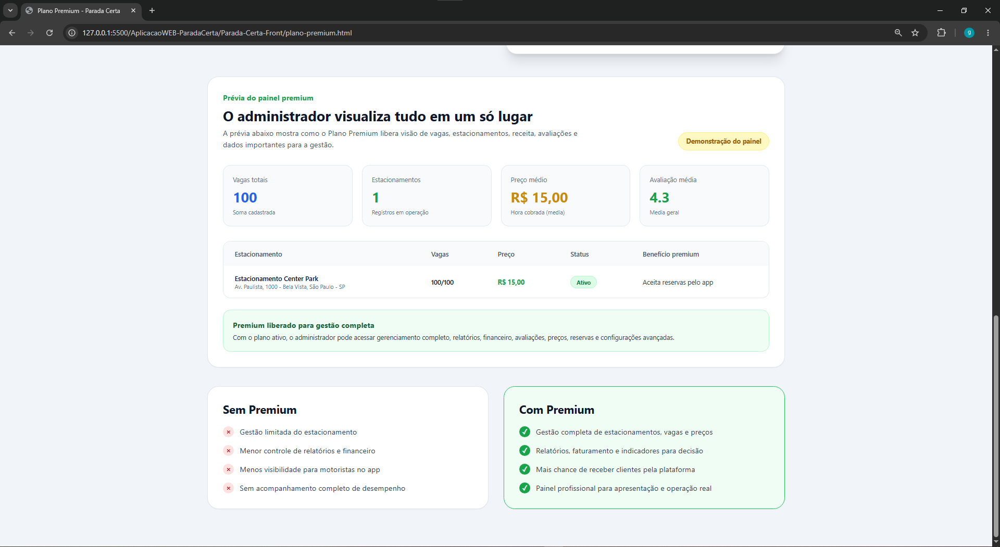 Plano Premium - Parada Certa
127.0.0.1:5500/AplicacaoWEB-ParadaCerta/Parada-Certa-Front/plano-premium.html
g
Prévia do painel premium
O administrador visualiza tudo em um só lugar
A prévia abaixo mostra como o Plano Premium libera visão de vagas, estacionamentos, receita, avaliações e
dados importantes para a gestão.
Demonstração do painel
Vagas totais
100
Soma cadastrada
Estacionamentos
1
Registros em operação
Preço médio
R$ 15,00
Hora cobrada (media)
Avaliação média
4.3
Media geral
Estacionamento Vagas Preço Status Benefício premium
Estacionamento Center Park
Av. Paulista, 1000 - Bela Vista, São Paulo - SP
100/100 R$ 15,00 Ativo Aceita reservas pelo app
Premium liberado para gestão completa
Com o plano ativo, o administrador pode acessar gerenciamento completo, relatórios, financeiro, avaliações, preços, reservas e configurações avançadas.
Sem Premium
Gestão limitada do estacionamento
Menor controle de relatórios e financeiro
Menos visibilidade para motoristas no app
Sem acompanhamento completo de desempenho
Com Premium
Gestão completa de estacionamentos, vagas e preços
Relatórios, faturamento e indicadores para decisão
Mais chance de receber clientes pela plataforma
Painel profissional para apresentação e operação real